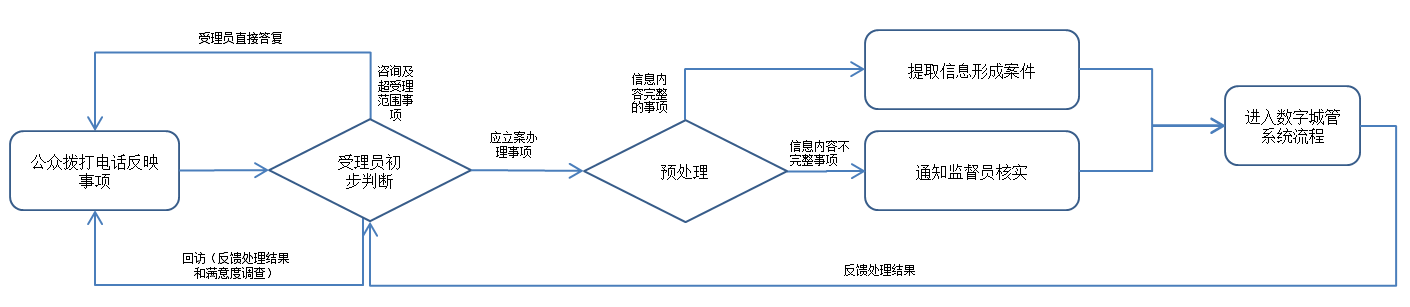 受理员直接答复
咨询及
超受理
范围事
项
公众拨打电话反映
事项
受理员初
步判断
应立案办
理事项
信息内
容完整
的事项
预处理
信息内容不
完整事项
提取信息形成案件
通知监督员核实
进入数字城管
系统流程
回访（反馈处理结果
和满意度调查）
反馈处理结果